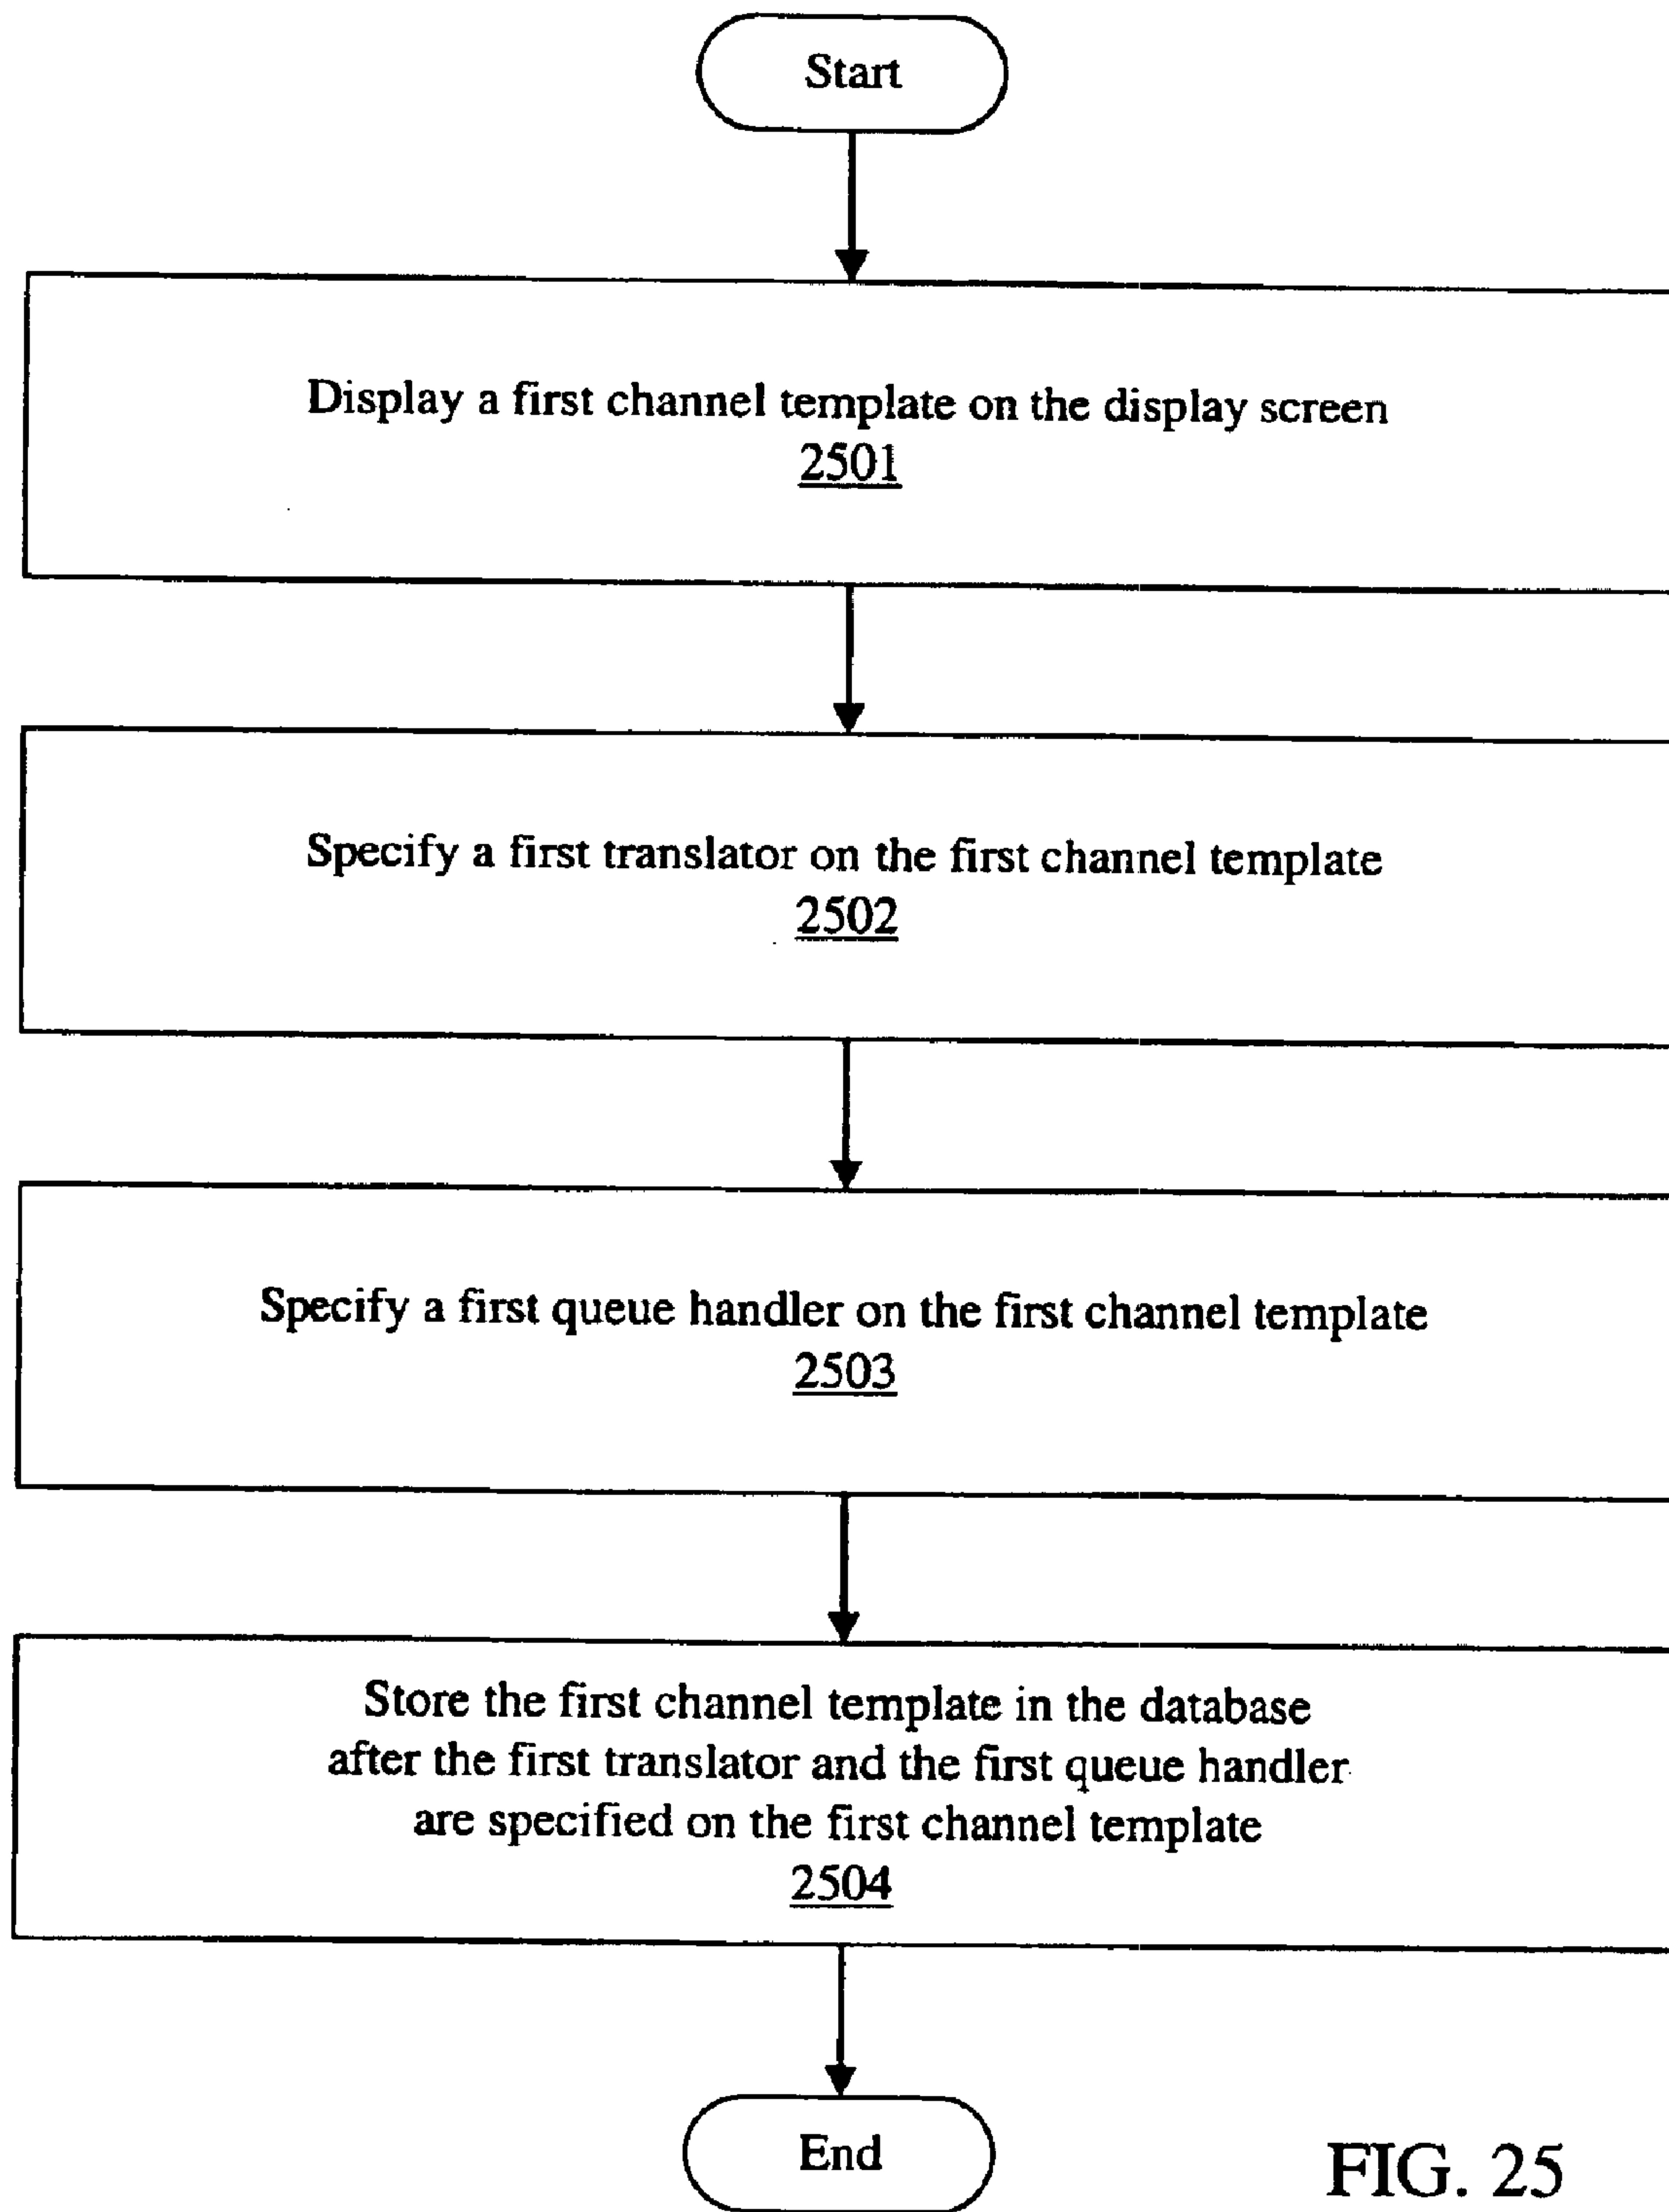 Start
Display a first channel template on the display screen
2501
Specify a first translator on the first channel template
2502
Specify a first queue handler on the first channel template
2503
Store the first channel template in the database
after the first translator and the first queue handler
are specified on the first channel template
2504
End
FIG. 25